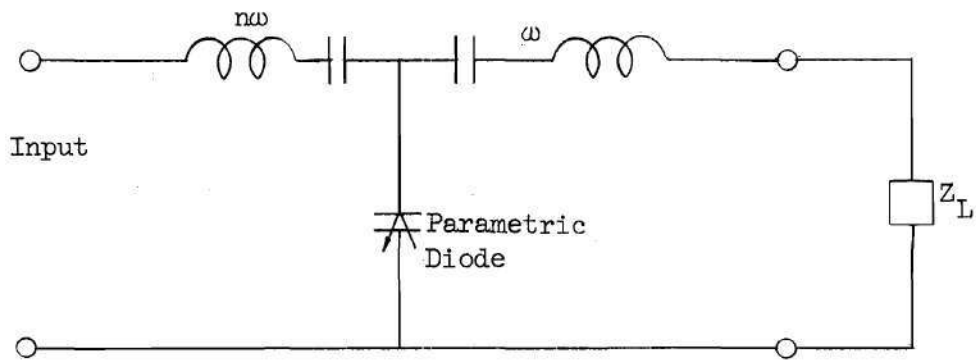 nω
ω
Input
Z_L
Parametric
Diode